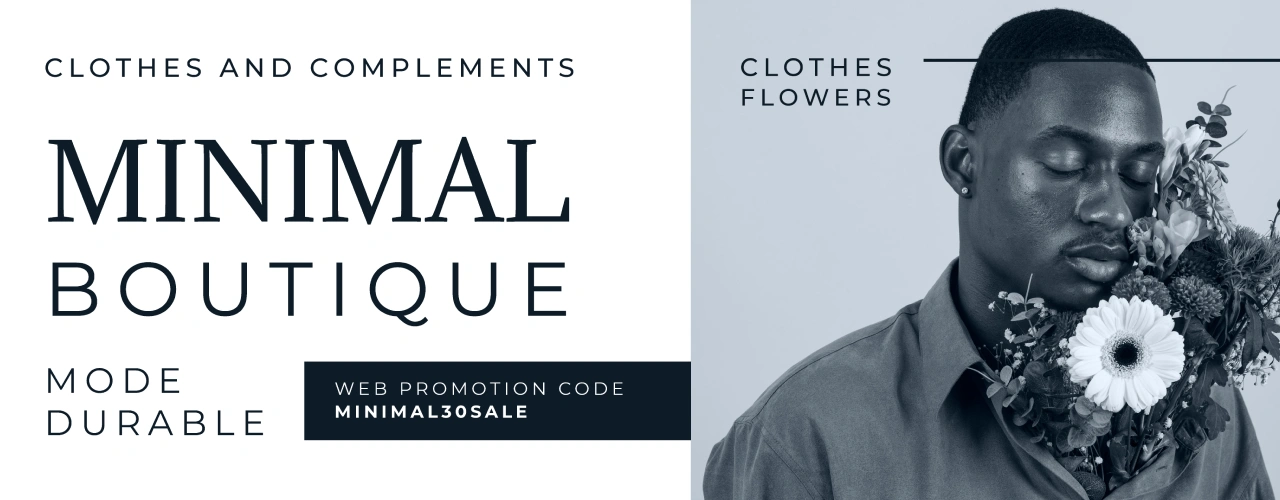 CLOTHES AND COMPLEMENTS
MINIMAL
BOUTIQUE
MODE
DURABLE
WEB PROMOTION CODE
MINIMAL30SALE
CLOTHES
FLOWERS